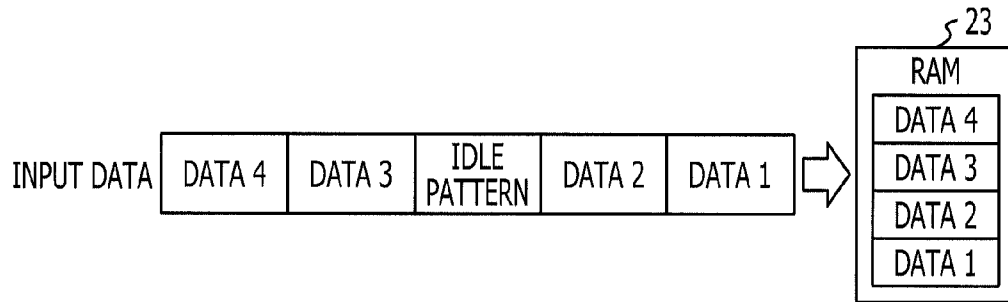 23
RAM
INPUT DATA
DATA 4
DATA 3
IDLE
PATTERN
DATA 2
DATA 1
DATA 4
DATA 3
DATA 2
DATA 1